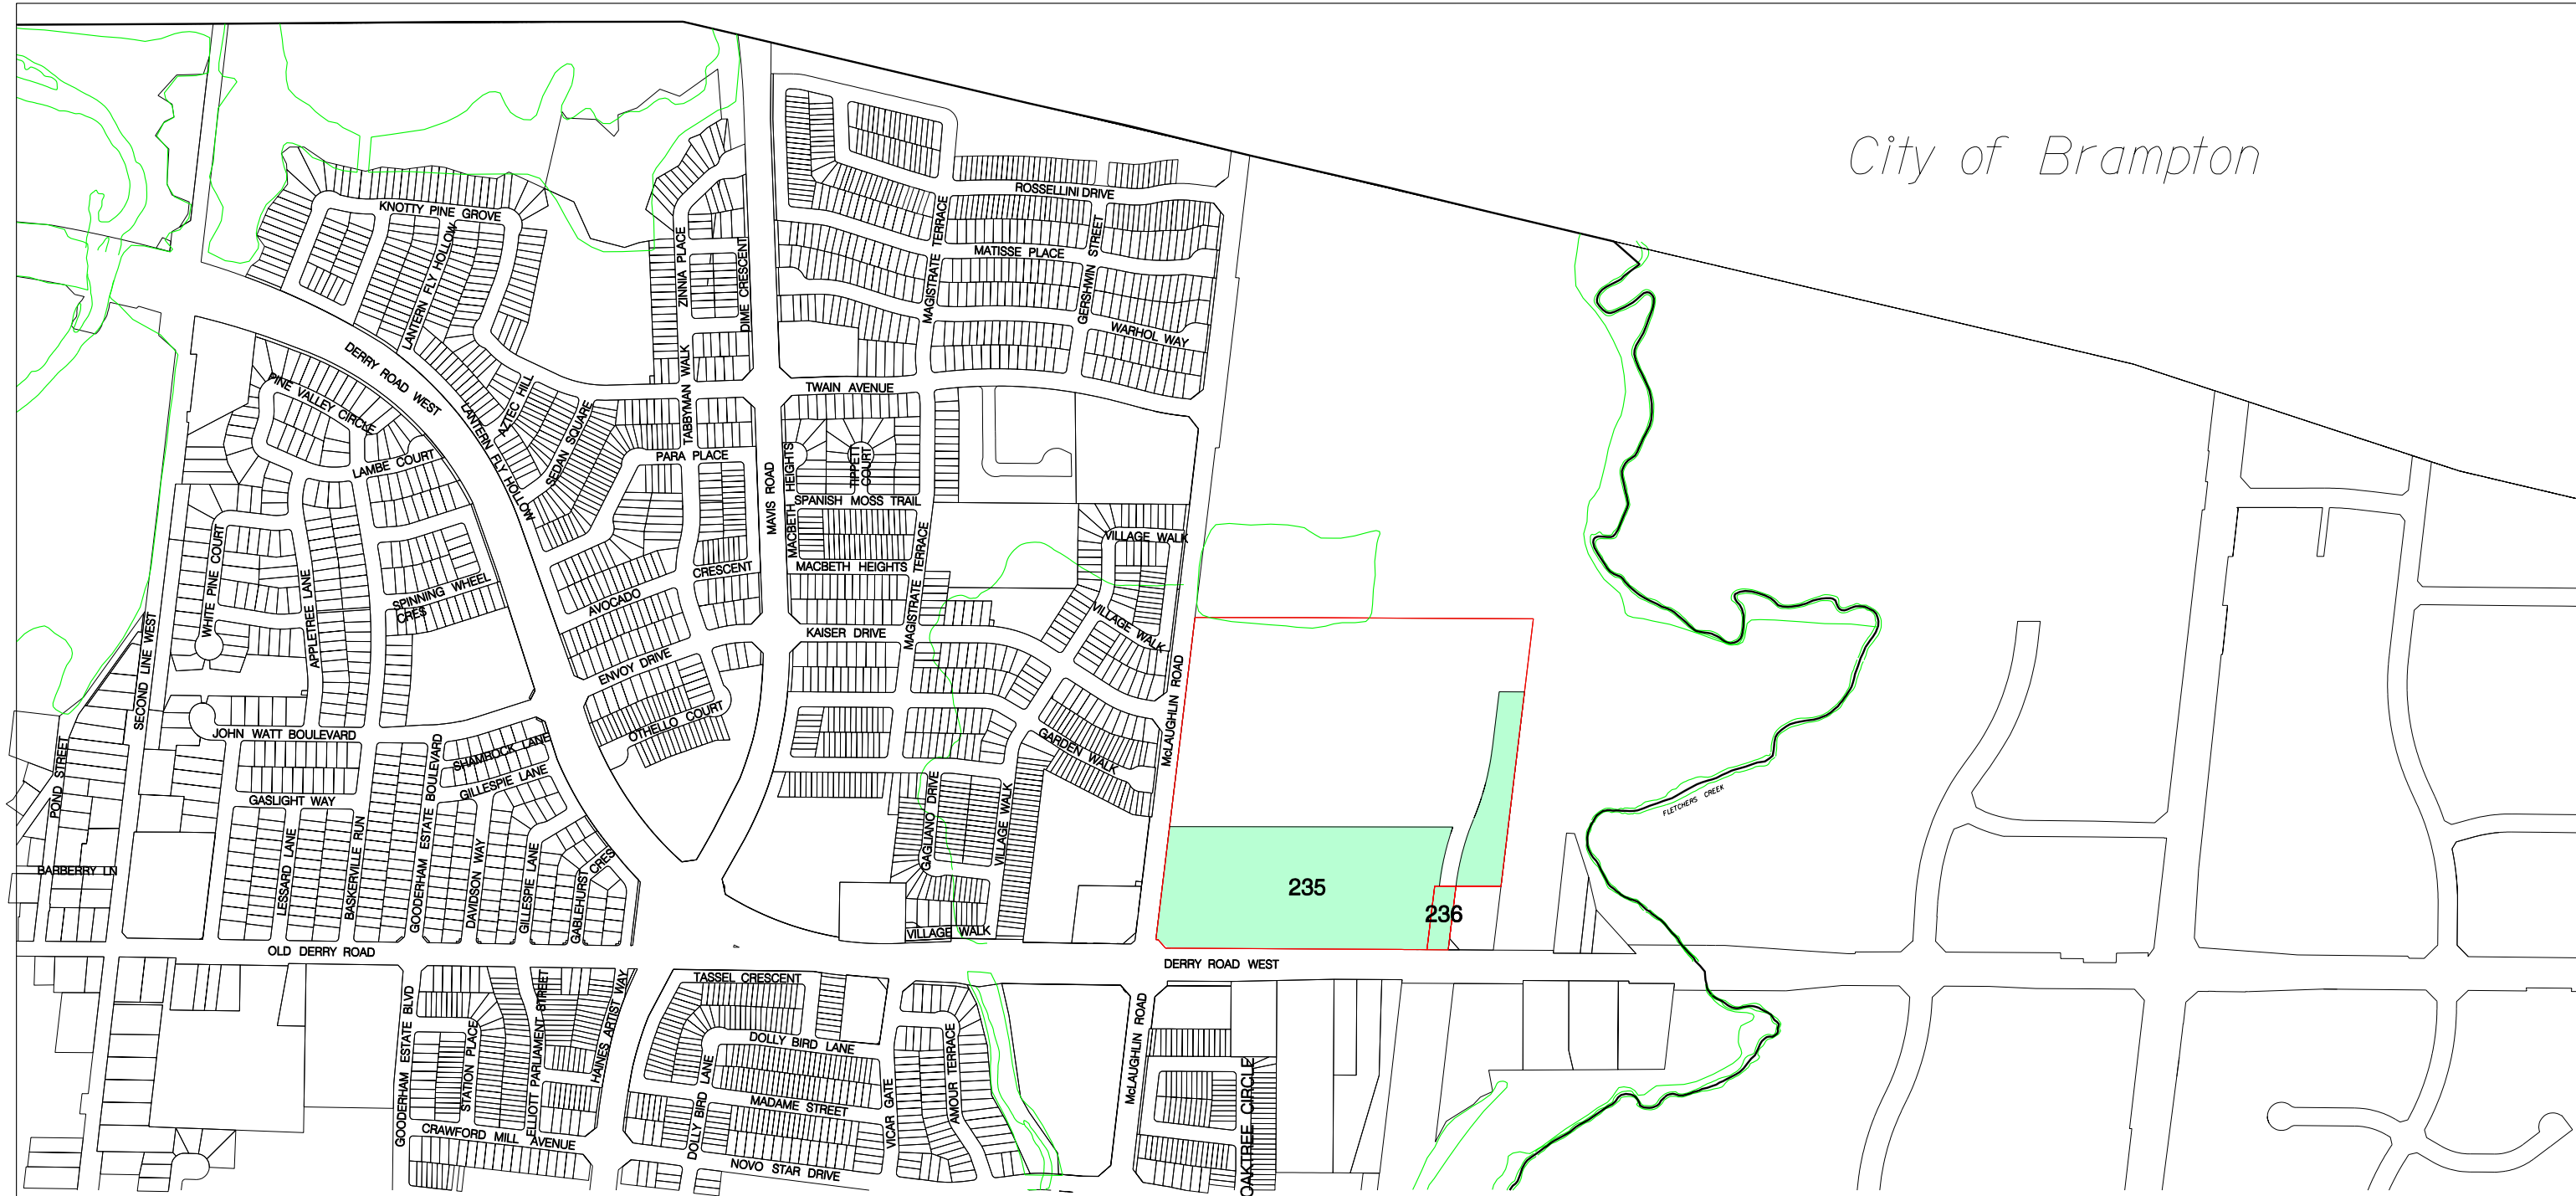 City of Brampton
ROSSELLINI DRIVE
KNOTTY PINE GROVE
MAGISTRATE TERRACE
GERSHWIN STREET
MATISSE PLACE
LANTERN FLY HOLLOW
ZINNIA PLACE
DIME CRESCENT
WARHOL WAY
DERRY ROAD WEST
PINE VALLEY CIRCLE
LANTERN FLY HOLLOW
AZTEC HILL
SEDAN SQUARE
TABBYMAN WALK
TWAIN AVENUE
LAMBE COURT
PARA PLACE
MAVIS ROAD
MACBETH HEIGHTS
TIPPETT
COURT
SPANISH MOSS TRAIL
WHITE PINE COURT
APPLETREE LANE
SPINNING WHEEL
CRES
AVOCADO
CRESCENT
MACBETH HEIGHTS
MAGISTRATE TERRACE
VILLAGE WALK
VILLAGE WALK
SECOND LINE WEST
KAISER DRIVE
ENVOY DRIVE
McLAUGHLIN ROAD
OTHELLO COURT
JOHN WATT BOULEVARD
GOODERHAM ESTATE BOULEVARD
SHAMROCK LANE
GILLESPIE LANE
GARDEN WALK
POND STREET
GASLIGHT WAY
GAGLIANO DRIVE
VILLAGE WALK
FLETCHERS CREEK
BARBERRY LN
LESSARD LANE
BASKERVILLE RUN
DAVIDSON WAY
GILLESPIE LANE
GABLEHURST CRES
235
236
VILLAGE WALK
OLD DERRY ROAD
DERRY ROAD WEST
TASSEL CRESCENT
GOODERHAM ESTATE BLVD
STATION PLACE
ELLIOTT PARLIAMENT STREET
HAINES ARTIST WAY
DOLLY BIRD LANE
DOLLY BIRD LANE
MADAME STREET
VICAR GATE
AMOUR TERRACE
McLAUGHLIN ROAD
OAKTREE CIRCLE
CRAWFORD MILL AVENUE
NOVO STAR DRIVE